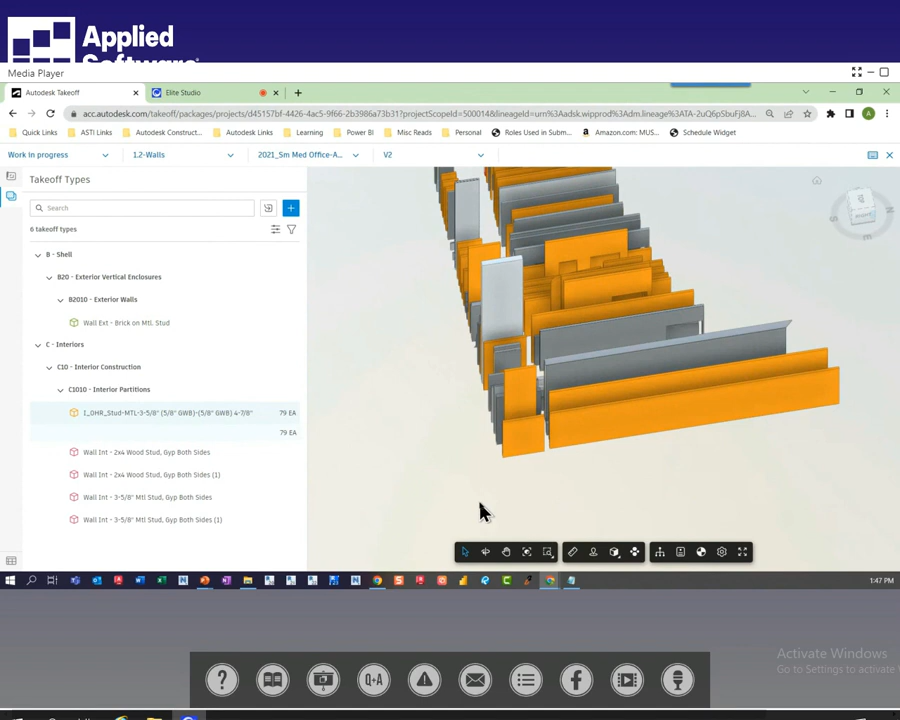 Applied
Software
Media Player
Autodesk Takeoff
Elite Studio
acc.autodesk.com/takeoff/packages/projects/d45157bf-4426-4ac5-9f66-2b3986a73b31?projectScopeId=500014&lineageId=urn%3Aadsk.wipprod%3Adm.lineage%3ATA-2uQ6pSbuFj8A...
A
Quick Links
ASTI Links
Autodesk Construct...
Autodesk Links
Learning
Power BI
Misc Reads
Personal
Roles Used in Subm...
Amazon.com: MUS...
Schedule Widget
Work in progress
1.2-Walls
2021_Sm Med Office-A...
V2
Takeoff Types
Search
6 takeoff types
B - Shell
B20 - Exterior Vertical Enclosures
B2010 - Exterior Walls
Wall Ext - Brick on Mtl. Stud
C - Interiors
C10 - Interior Construction
C1010 - Interior Partitions
I_0HR_Stud-MTL-3-5/8" (5/8" GWB)-(5/8" GWB) 4-7/8"
79 EA
79 EA
Wall Int - 2x4 Wood Stud, Gyp Both Sides
Wall Int - 2x4 Wood Stud, Gyp Both Sides (1)
Wall Int - 3-5/8" Mtl Stud, Gyp Both Sides
Wall Int - 3-5/8" Mtl Stud, Gyp Both Sides (1)
S
E
1:47 PM
Activate Windows
Go to Settings to activate
Q+A